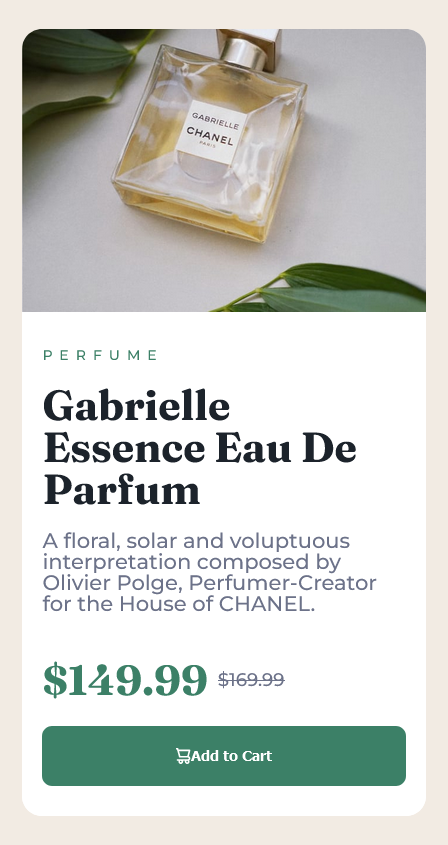 GABRIELLE
CHANEL
PARIS
PERFUME
Gabrielle
Essence Eau De
Parfum
A floral, solar and voluptuous
interpretation composed by
Olivier Polge, Perfumer-Creator
for the House of CHANEL.
$149.99 $169.99
Add to Cart